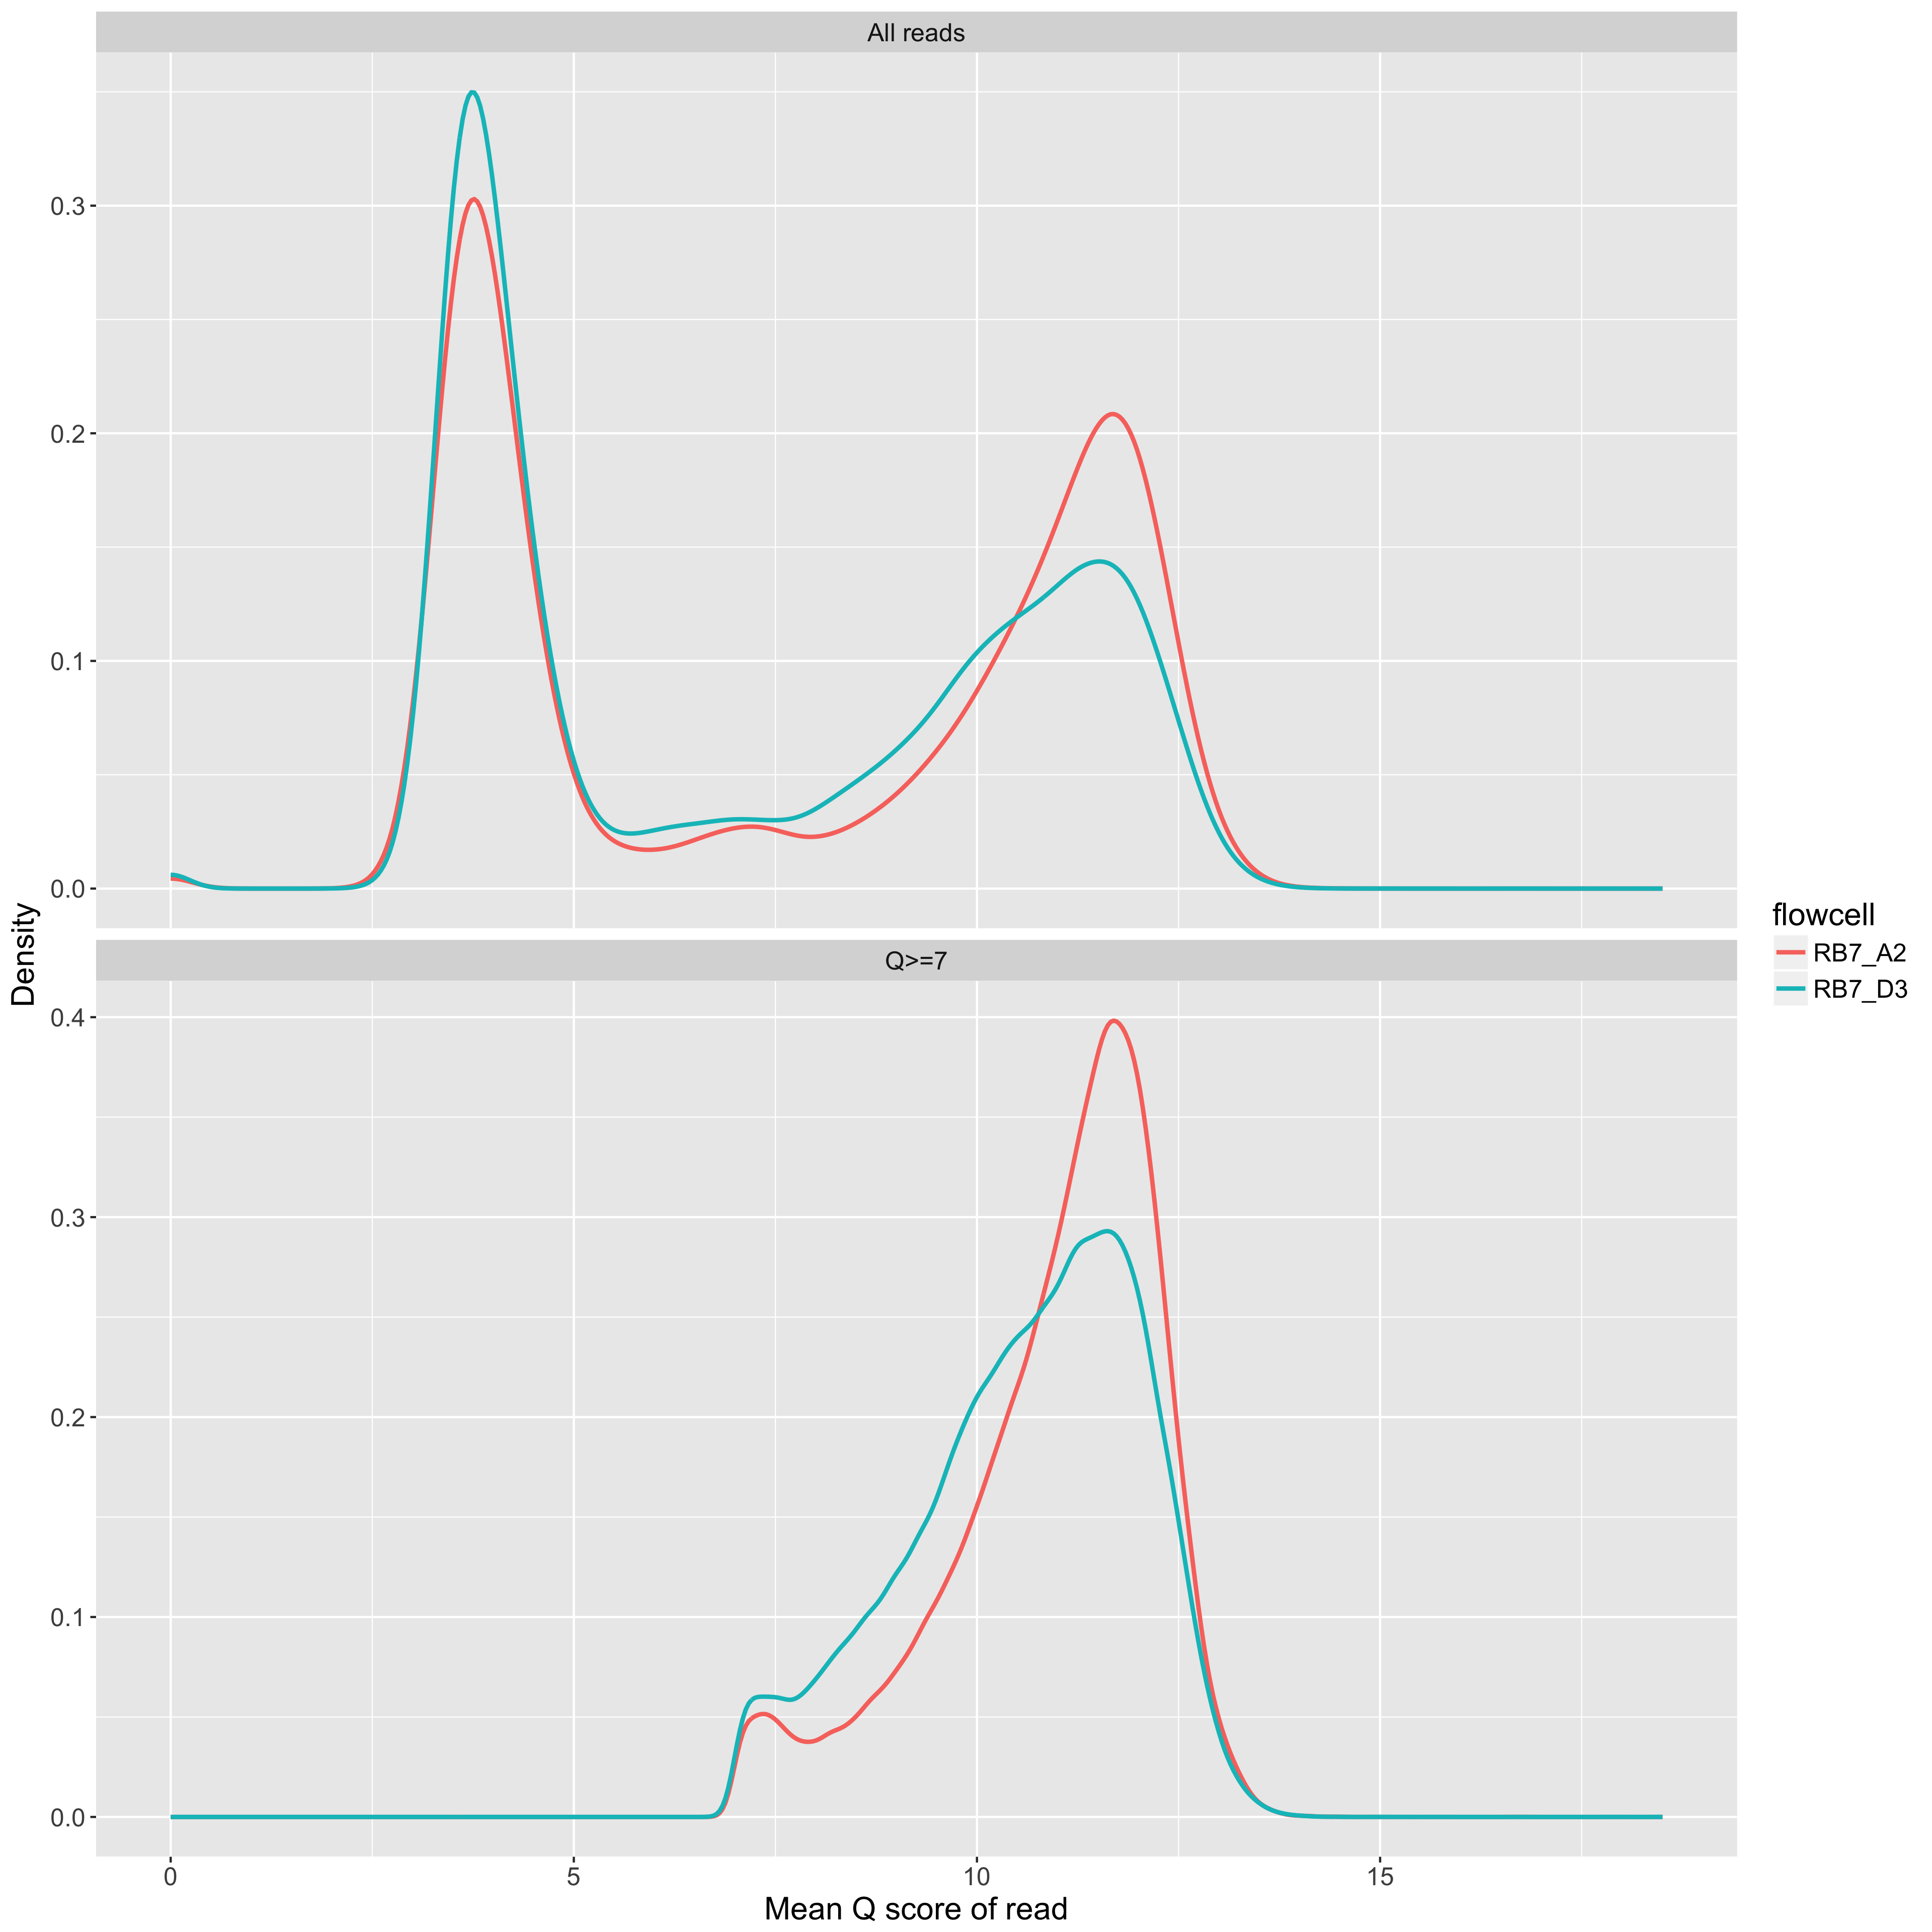 All reads
0.3
0.2
0.1
0.0
Density
Q>=7
0.4
0.3
0.2
0.1
0.0
0 5 10 15
Mean Q score of read
flowcell
RB7_A2
RB7_D3